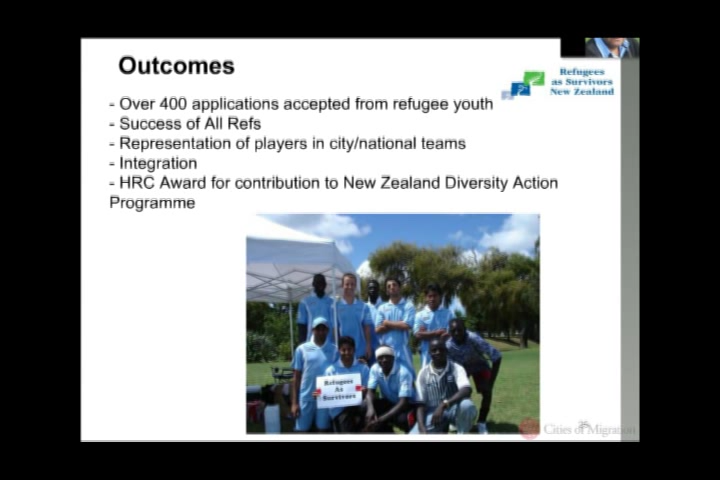 Outcomes
Refugees
as Survivors
New Zealand
- Over 400 applications accepted from refugee youth
- Success of All Refs
- Representation of players in city/national teams
- Integration
- HRC Award for contribution to New Zealand Diversity Action
Programme
Refugees
As
Survivors
Cities of Migration